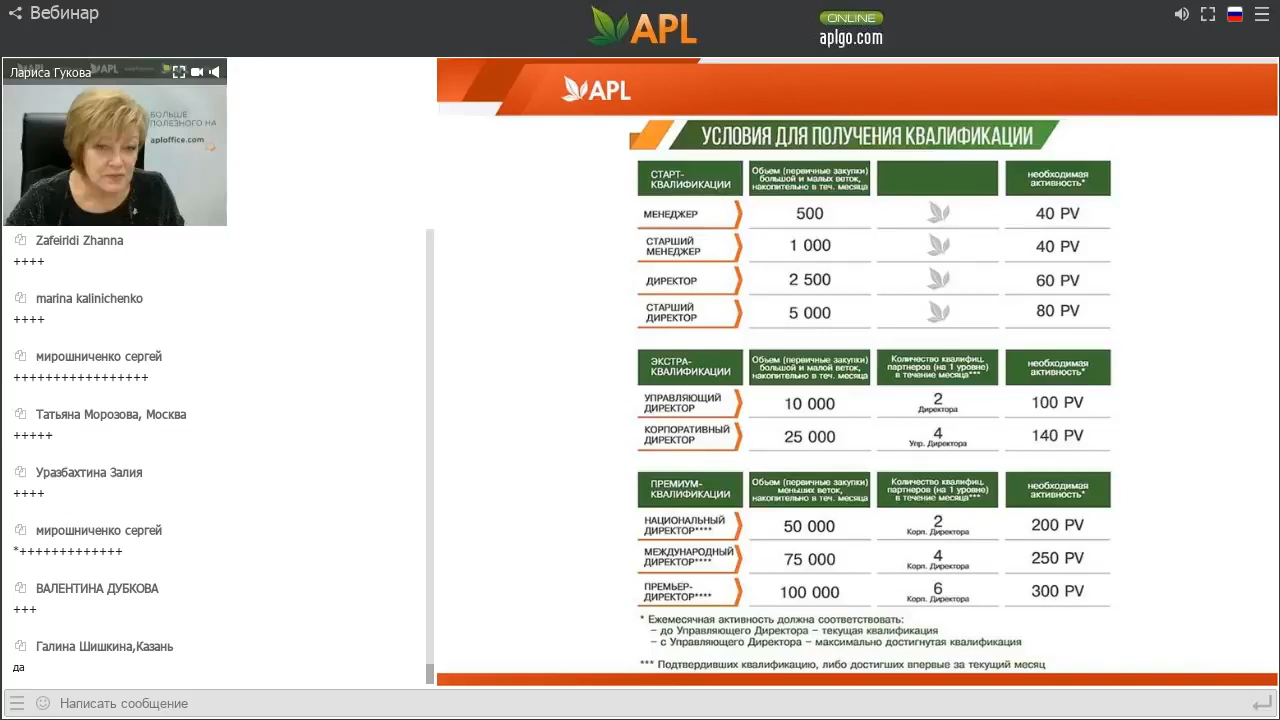 Вебинар
APL
ONLINE
aplgo.com
Лариса Гукова
БОЛЬШЕ
ПОЛЕЗНОГО НА
aploffice.com
Zafeiridi Zhanna
++++
marina kalinichenko
++++
мирошниченко сергей
+++++++++++++++++
Татьяна Морозова, Москва
+++++
Уразбахтина Залия
++++
мирошниченко сергей
*+++++++++++++
ВАЛЕНТИНА ДУБКОВА
+++
Галина Шишкина,Казань
да
Написать сообщение
APL
УСЛОВИЯ ДЛЯ ПОЛУЧЕНИЯ КВАЛИФИКАЦИИ
СТАРТ-
КВАЛИФИКАЦИИ
Объем (первичные закупки)
большой и малых веток,
накопительно в теч. месяца
необходимая
активность*
МЕНЕДЖЕР
500
40 PV
СТАРШИЙ
МЕНЕДЖЕР
1 000
40 PV
ДИРЕКТОР
2 500
60 PV
СТАРШИЙ
ДИРЕКТОР
5 000
80 PV
ЭКСТРА-
КВАЛИФИКАЦИИ
Объем (первичные закупки)
большой и малой веток,
накопительно в теч. месяца
Количество квалифиц.
партнеров (на 1 уровне)
в течение месяца***
необходимая
активность*
УПРАВЛЯЮЩИЙ
ДИРЕКТОР
10 000
2
Директора
100 PV
КОРПОРАТИВНЫЙ
ДИРЕКТОР
25 000
4
Упр. Директора
140 PV
ПРЕМИУМ-
КВАЛИФИКАЦИИ
Объем (первичные закупки)
меньших веток,
накопительно в теч. месяца
Количество квалифиц.
партнеров (на 1 уровне)
в течение месяца***
необходимая
активность*
НАЦИОНАЛЬНЫЙ
ДИРЕКТОР****
50 000
2
Корп. Директора
200 PV
МЕЖДУНАРОДНЫЙ
ДИРЕКТОР****
75 000
4
Корп. Директора
250 PV
ПРЕМЬЕР-
ДИРЕКТОР****
100 000
6
Корп. Директора
300 PV
* Ежемесячная активность должна соответствовать:
– до Управляющего Директора – текущая квалификация
– с Управляющего Директора – максимально достигнутая квалификация
*** Подтвердивших квалификацию, либо достигших впервые за текущий месяц